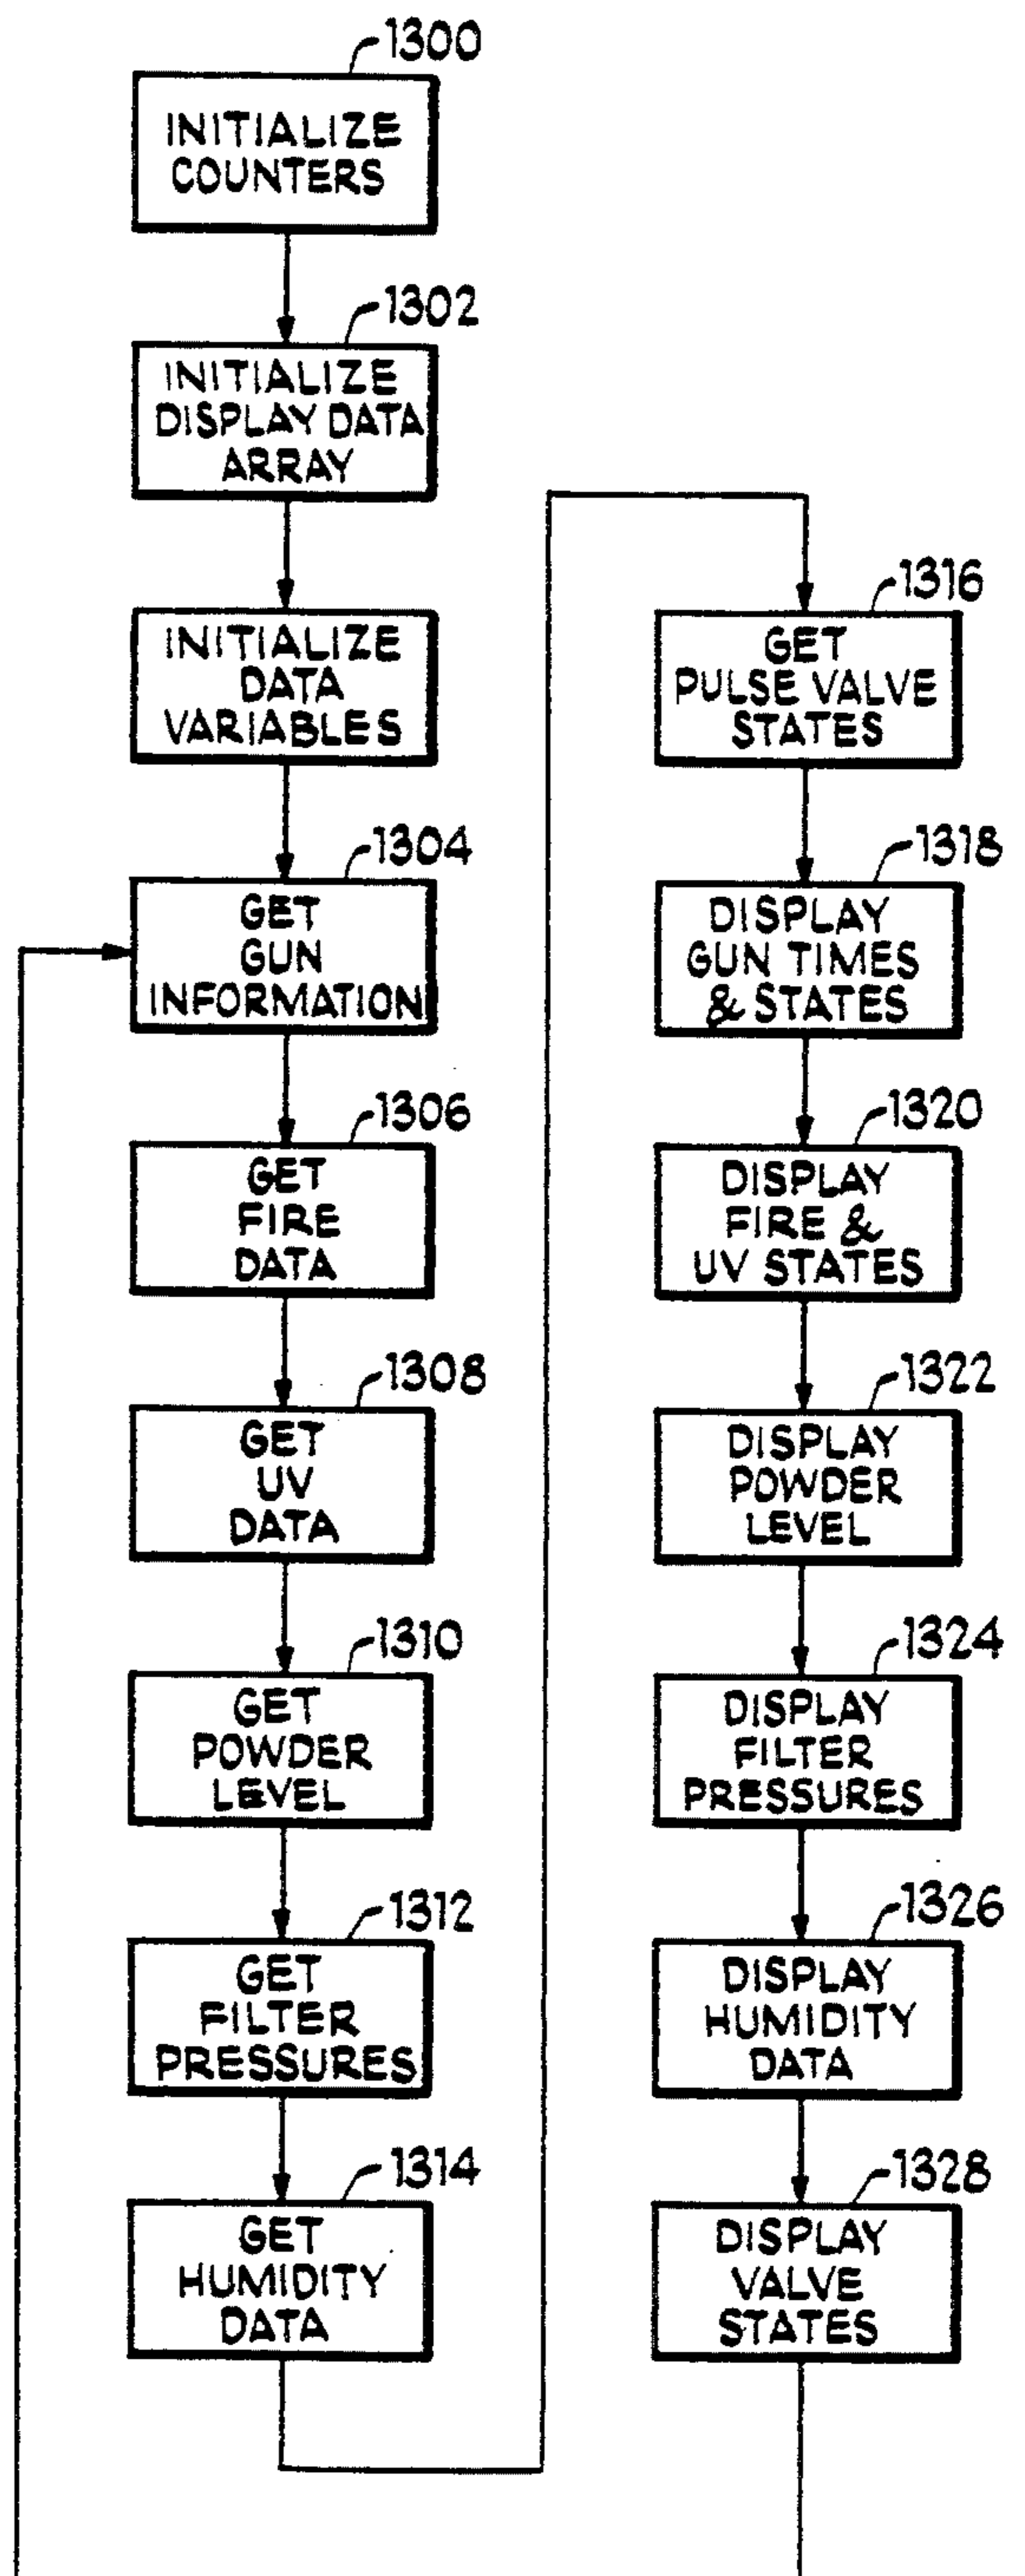 1300
INITIALIZE
COUNTERS
1302
INITIALIZE
DISPLAY DATA
ARRAY
INITIALIZE
DATA
VARIABLES
1304
GET
GUN
INFORMATION
1306
GET
FIRE
DATA
1308
GET
UV
DATA
1310
GET
POWDER
LEVEL
1312
GET
FILTER
PRESSURES
1314
GET
HUMIDITY
DATA
1316
GET
PULSE VALVE
STATES
1318
DISPLAY
GUN TIMES
& STATES
1320
DISPLAY
FIRE &
UV STATES
1322
DISPLAY
POWDER
LEVEL
1324
DISPLAY
FILTER
PRESSURES
1326
DISPLAY
HUMIDITY
DATA
1328
DISPLAY
VALVE
STATES